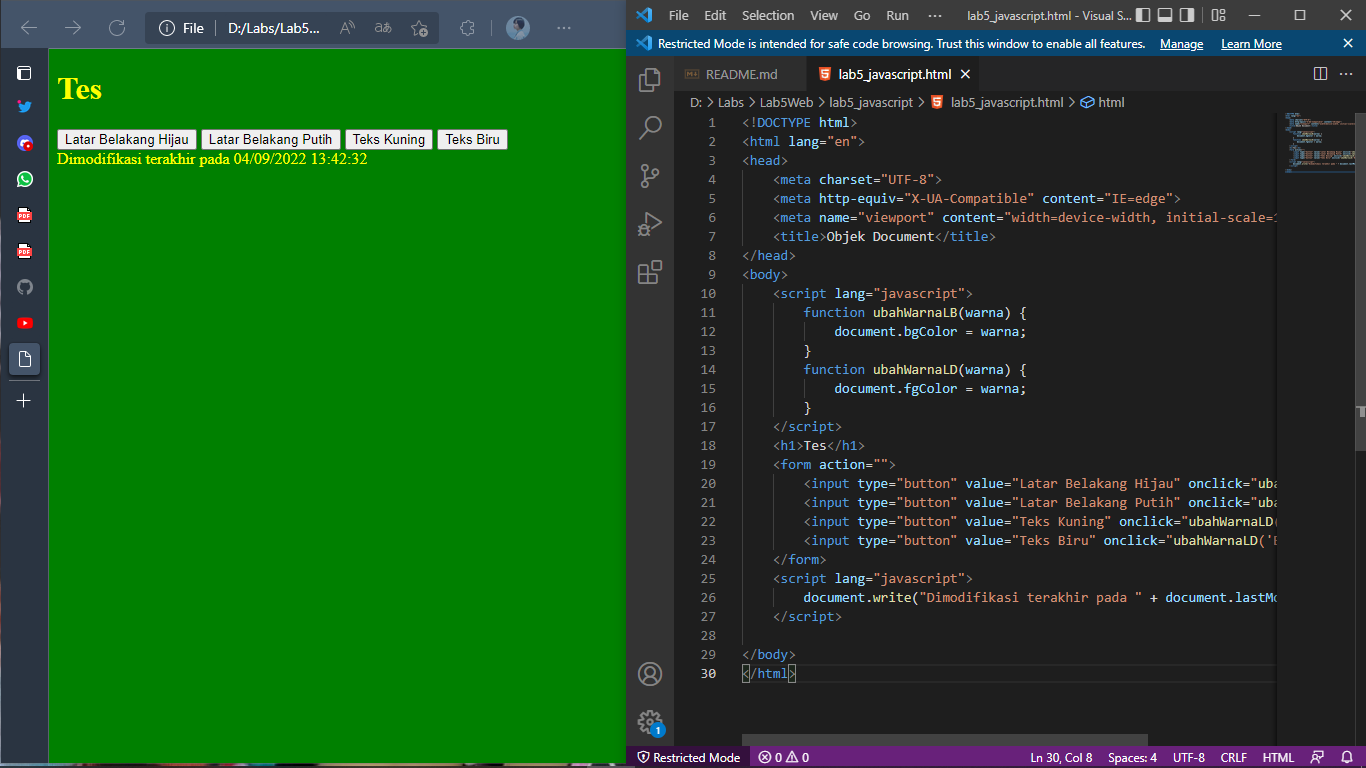 File
D:/Labs/Lab5...
Tes
Latar Belakang Hijau
Latar Belakang Putih
Teks Kuning
Teks Biru
Dimodifikasi terakhir pada 04/09/2022 13:42:32
File Edit Selection View Go Run ··· lab5_javascript.html - Visual S...
Restricted Mode is intended for safe code browsing. Trust this window to enable all features. Manage Learn More
README.md lab5_javascript.html
D: > Labs > Lab5Web > lab5_javascript > lab5_javascript.html > html
1 <!DOCTYPE html>
2 <html lang="en">
3 <head>
4 <meta charset="UTF-8">
5 <meta http-equiv="X-UA-Compatible" content="IE=edge">
6 <meta name="viewport" content="width=device-width, initial-scale=1
7 <title>Objek Document</title>
8 </head>
9 <body>
10 <script lang="javascript">
11 function ubahWarnaLB(warna) {
12 document.bgColor = warna;
13 }
14 function ubahWarnaLD(warna) {
15 document.fgColor = warna;
16 }
17 </script>
18 <h1>Tes</h1>
19 <form action="">
20 <input type="button" value="Latar Belakang Hijau" onclick="uba
21 <input type="button" value="Latar Belakang Putih" onclick="uba
22 <input type="button" value="Teks Kuning" onclick="ubahWarnaLD(
23 <input type="button" value="Teks Biru" onclick="ubahWarnaLD('B
24 </form>
25 <script lang="javascript">
26 document.write("Dimodifikasi terakhir pada " + document.lastMo
27 </script>
28
29 </body>
30 </html>
1
Restricted Mode 0 0 Ln 30, Col 8 Spaces: 4 UTF-8 CRLF HTML